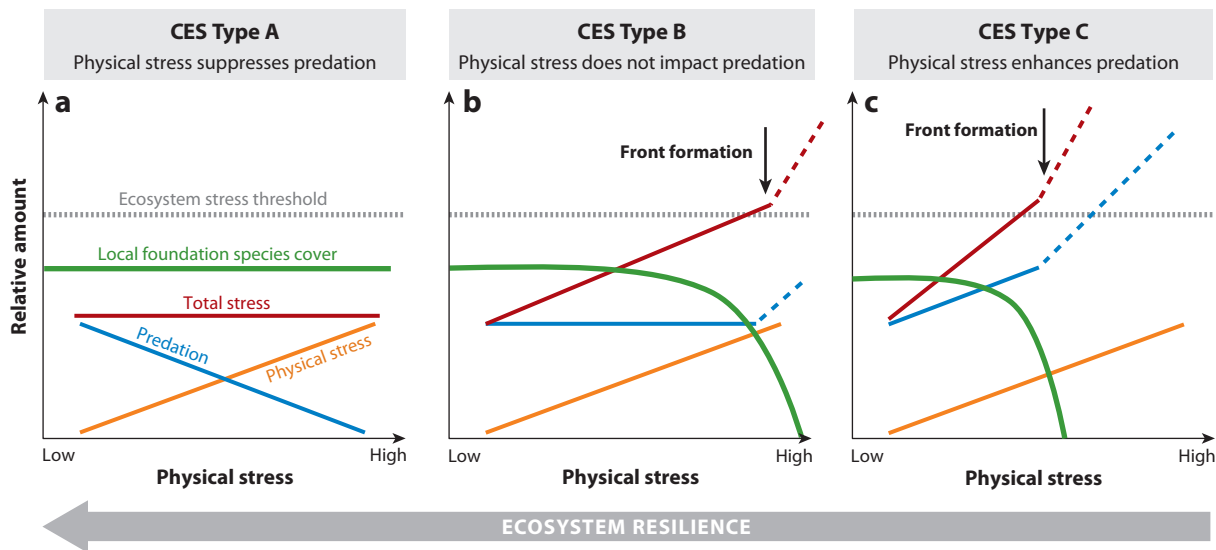 CES Type A
Physical stress suppresses predation
CES Type B
Physical stress does not impact predation
CES Type C
Physical stress enhances predation
a
b
c
Front formation
Front formation
Ecosystem stress threshold
Local foundation species cover
Total stress
Predation
Physical stress
Relative amount
Low
High
Low
High
Low
High
Physical stress
Physical stress
Physical stress
ECOSYSTEM RESILIENCE